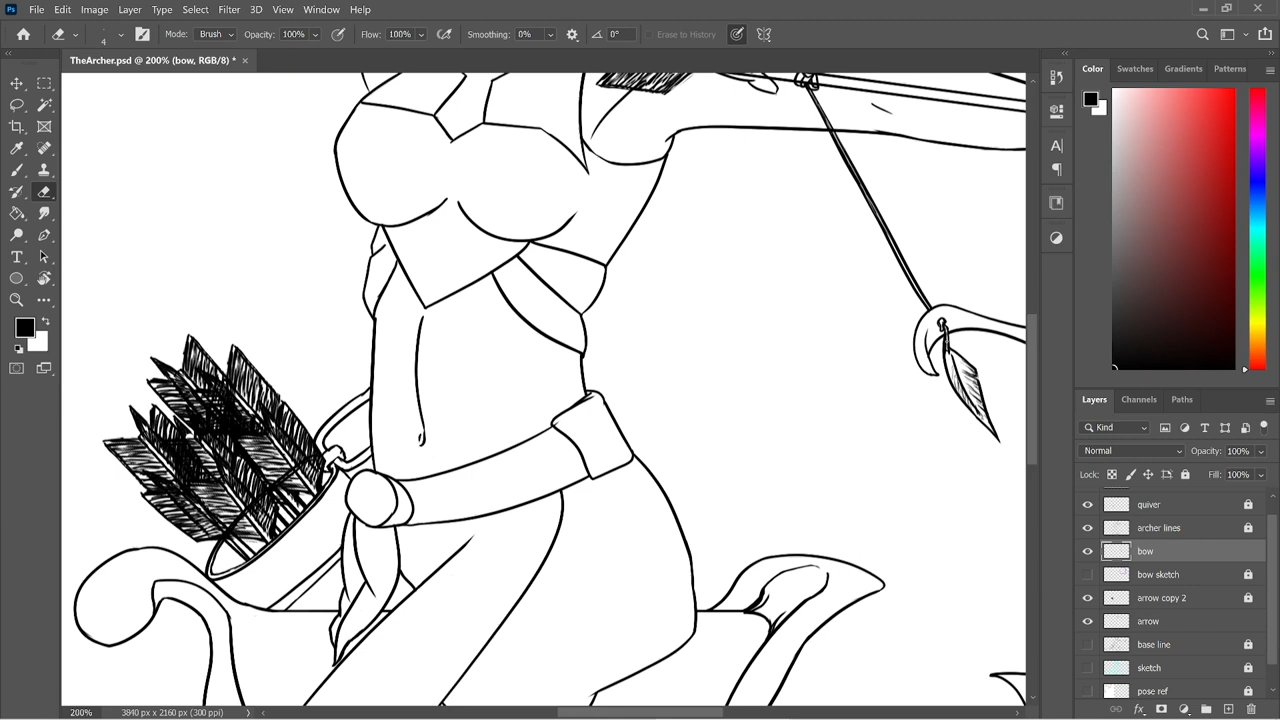 Ps File Edit Image Layer Type Select Filter 3D View Window Help
4 Mode: Brush Opacity: 100% Flow: 100% Smoothing: 0% 0° Erase to History
TheArcher.psd @ 200% (bow, RGB/8) *
Color Swatches Gradients Patterns
Layers Channels Paths
Kind
Normal Opacity: 100%
Lock: Fill: 100%
quiver
archer lines
bow
bow sketch
arrow copy 2
arrow
base line
sketch
pose ref
200% 3840 px x 2160 px (300 ppi)